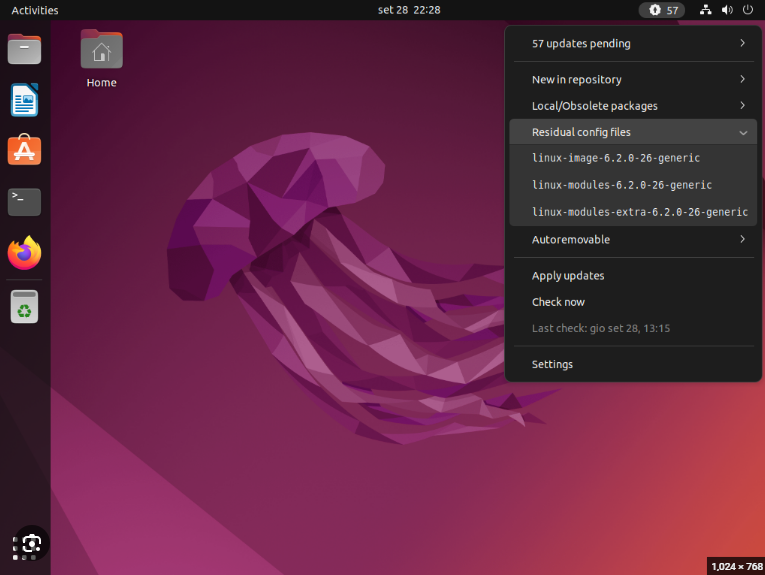 Activities
set 28 22:28
57
Home
57 updates pending
New in repository
Local/Obsolete packages
Residual config files
linux-image-6.2.0-26-generic
linux-modules-6.2.0-26-generic
linux-modules-extra-6.2.0-26-generic
Autoremovable
Apply updates
Check now
Last check: gio set 28, 13:15
Settings
>_
1,024 × 768